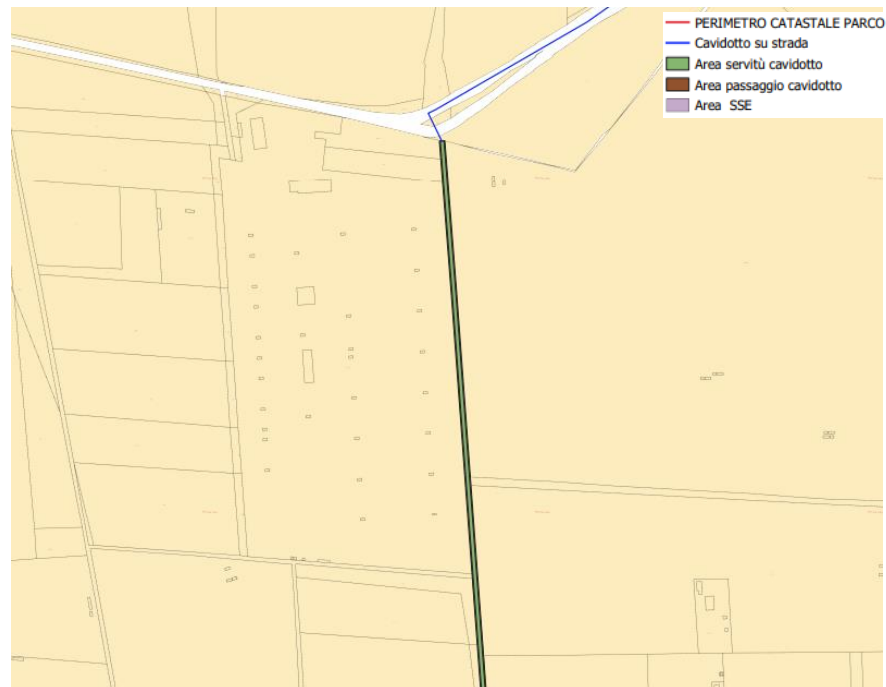 PERIMETRO CATASTALE PARCO
Cavidotto su strada
Area servitù cavidotto
Area passaggio cavidotto
Area SSE